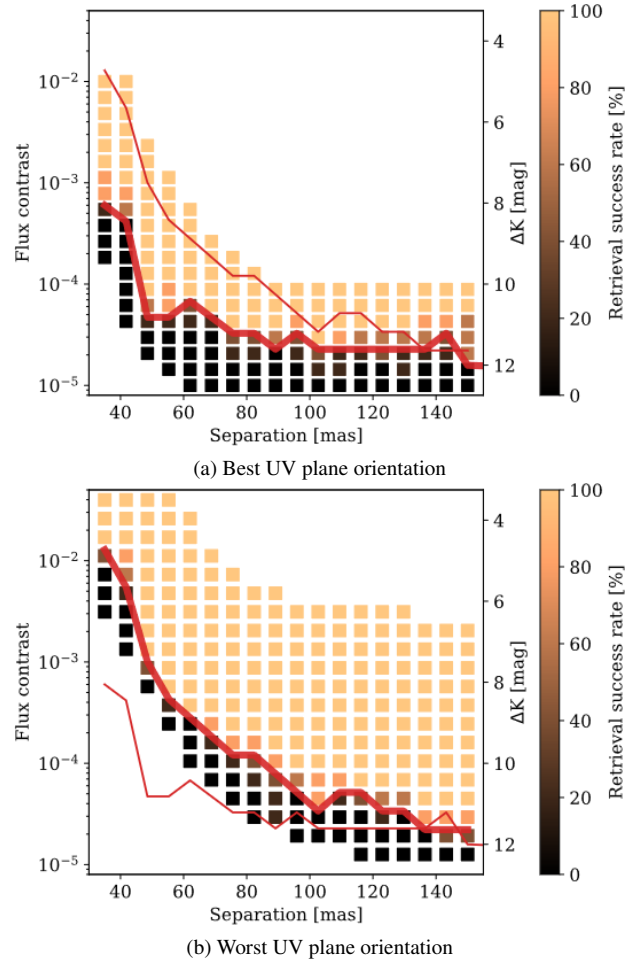 Flux contrast
10⁻²
10⁻³
10⁻⁴
10⁻⁵
40 60 80 100 120 140
Separation [mas]
4
6
8
10
12
ΔK [mag]
100
80
60
40
20
0
Retrieval success rate [%]
(a) Best UV plane orientation
Flux contrast
10⁻²
10⁻³
10⁻⁴
10⁻⁵
40 60 80 100 120 140
Separation [mas]
4
6
8
10
12
ΔK [mag]
100
80
60
40
20
0
Retrieval success rate [%]
(b) Worst UV plane orientation